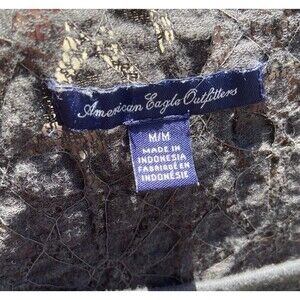 American Eagle Outfitters
M/M
MADE IN
INDONESIA
FABRIQUÉ EN
INDONÉSIE